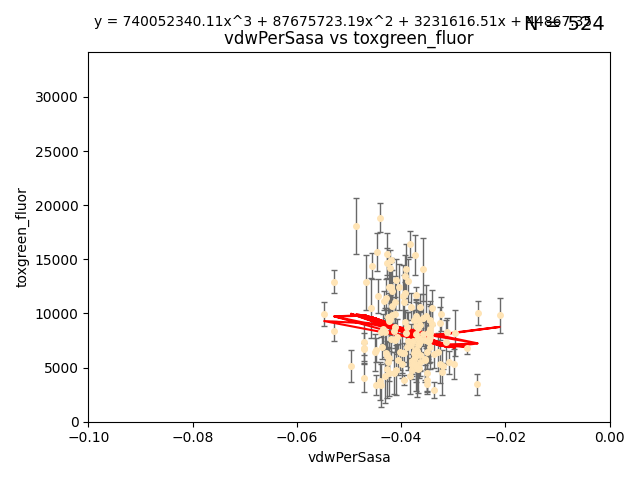 y = 740052340.11x^3 + 87675723.19x^2 + 3231616.51x +
N = 524
vdwPerSasa vs toxgreen_fluor
30000
25000
20000
15000
10000
5000
0
toxgreen_fluor
−0.10 −0.08 −0.06 −0.04 −0.02 0.00
vdwPerSasa